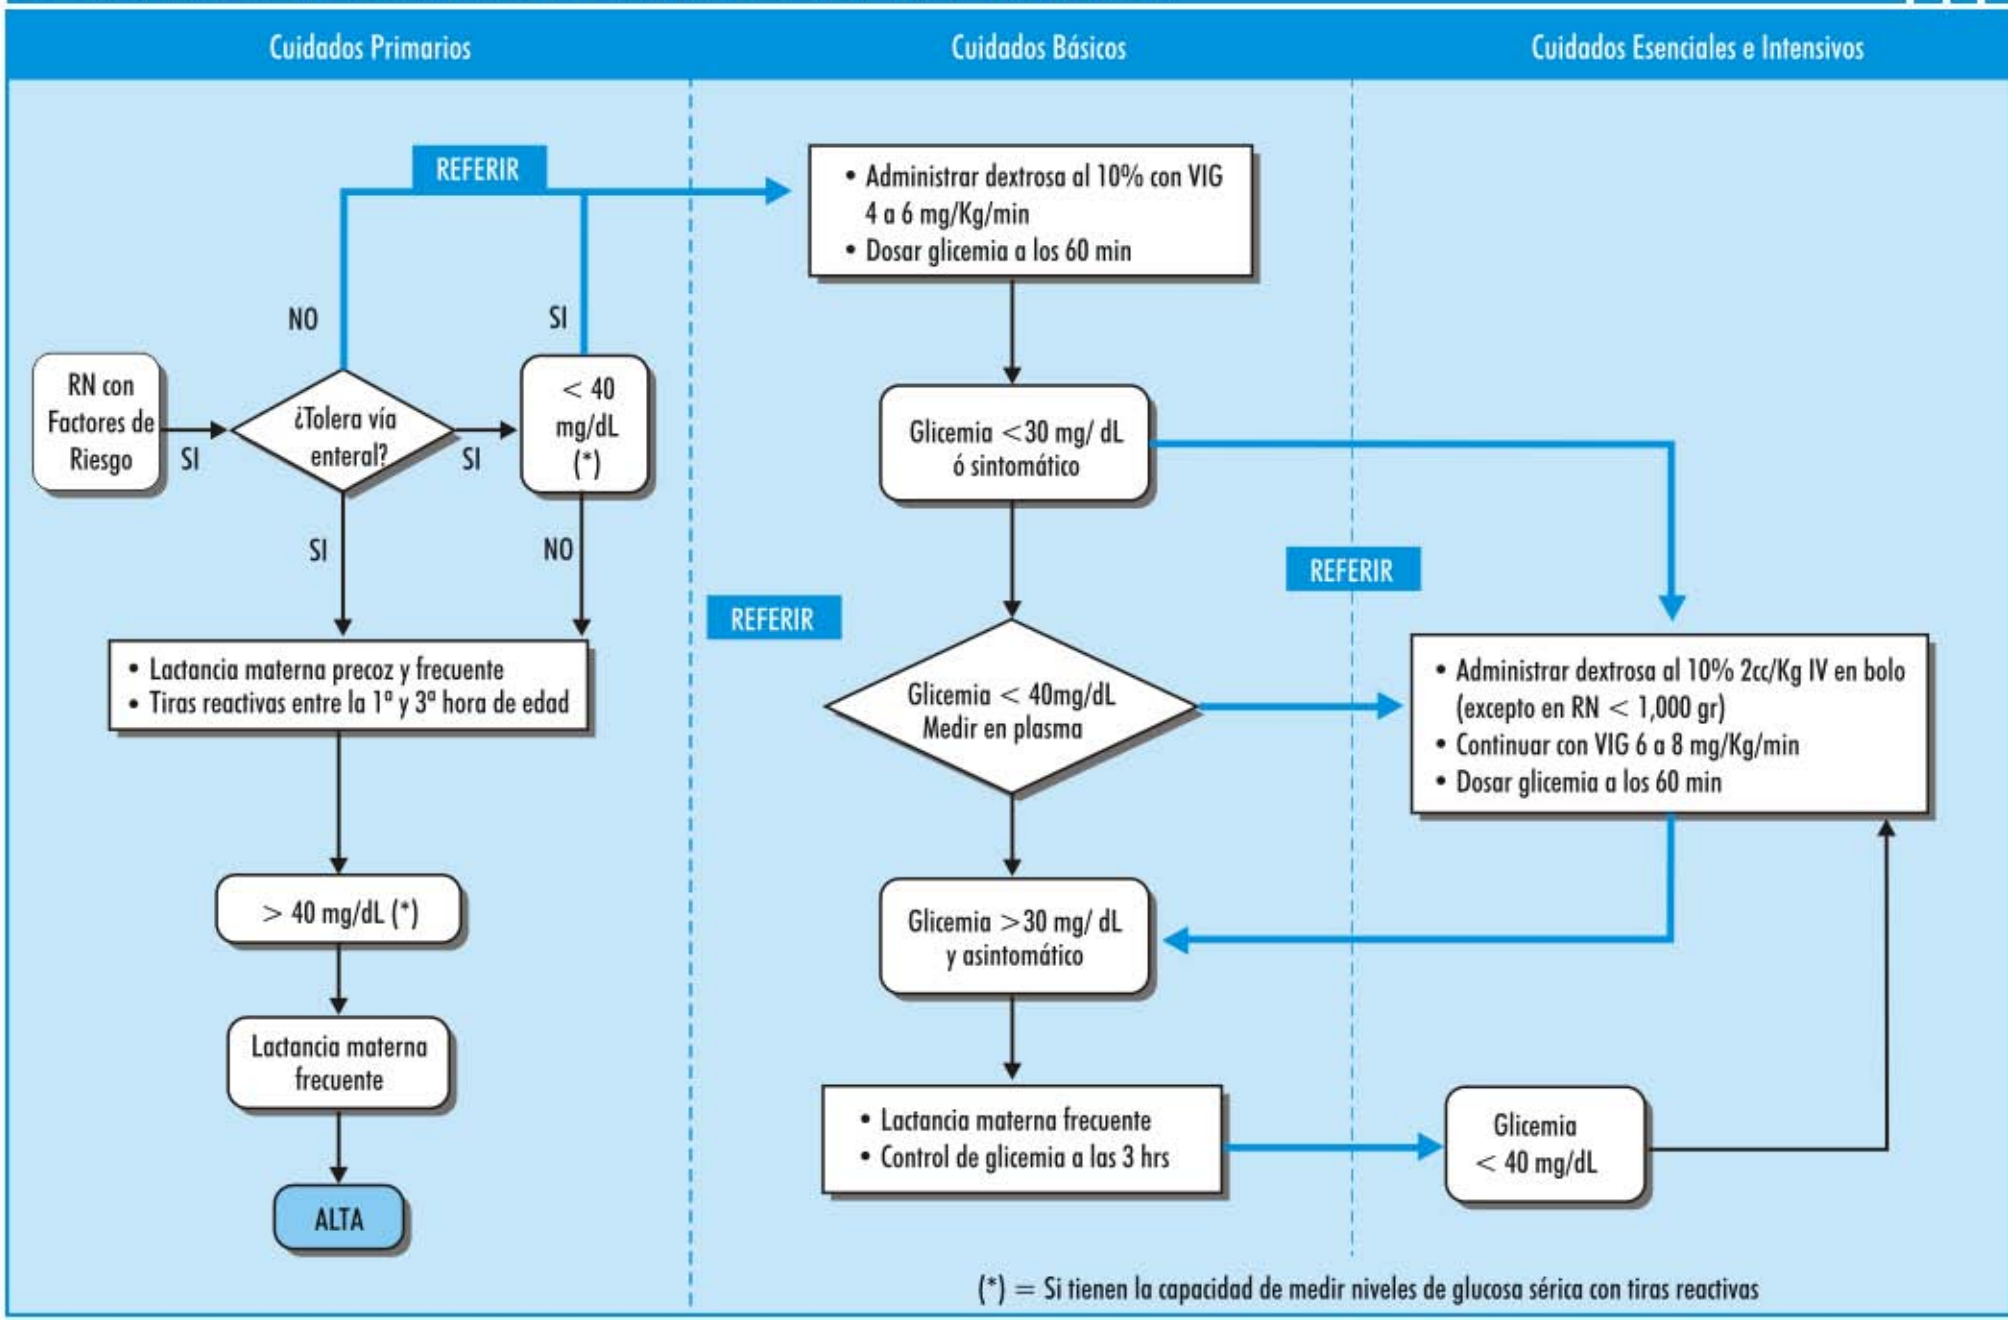 Cuidados Primarios
Cuidados Básicos
Cuidados Esenciales e Intensivos
REFERIR
NO
SI
RN con
Factores de
Riesgo
SI
¿Tolera vía
enteral?
SI
< 40
mg/dL
(*)
SI
NO
• Lactancia materna precoz y frecuente
• Tiras reactivas entre la 1ª y 3ª hora de edad
> 40 mg/dL (*)
Lactancia materna
frecuente
ALTA
• Administrar dextrosa al 10% con VIG
4 a 6 mg/Kg/min
• Dosar glicemia a los 60 min
Glicemia <30 mg/ dL
ó sintomático
REFERIR
REFERIR
Glicemia < 40mg/dL
Medir en plasma
Glicemia >30 mg/ dL
y asintomático
• Lactancia materna frecuente
• Control de glicemia a las 3 hrs
• Administrar dextrosa al 10% 2cc/Kg IV en bolo
(excepto en RN < 1,000 gr)
• Continuar con VIG 6 a 8 mg/Kg/min
• Dosar glicemia a los 60 min
Glicemia
< 40 mg/dL
(*) = Si tienen la capacidad de medir niveles de glucosa sérica con tiras reactivas